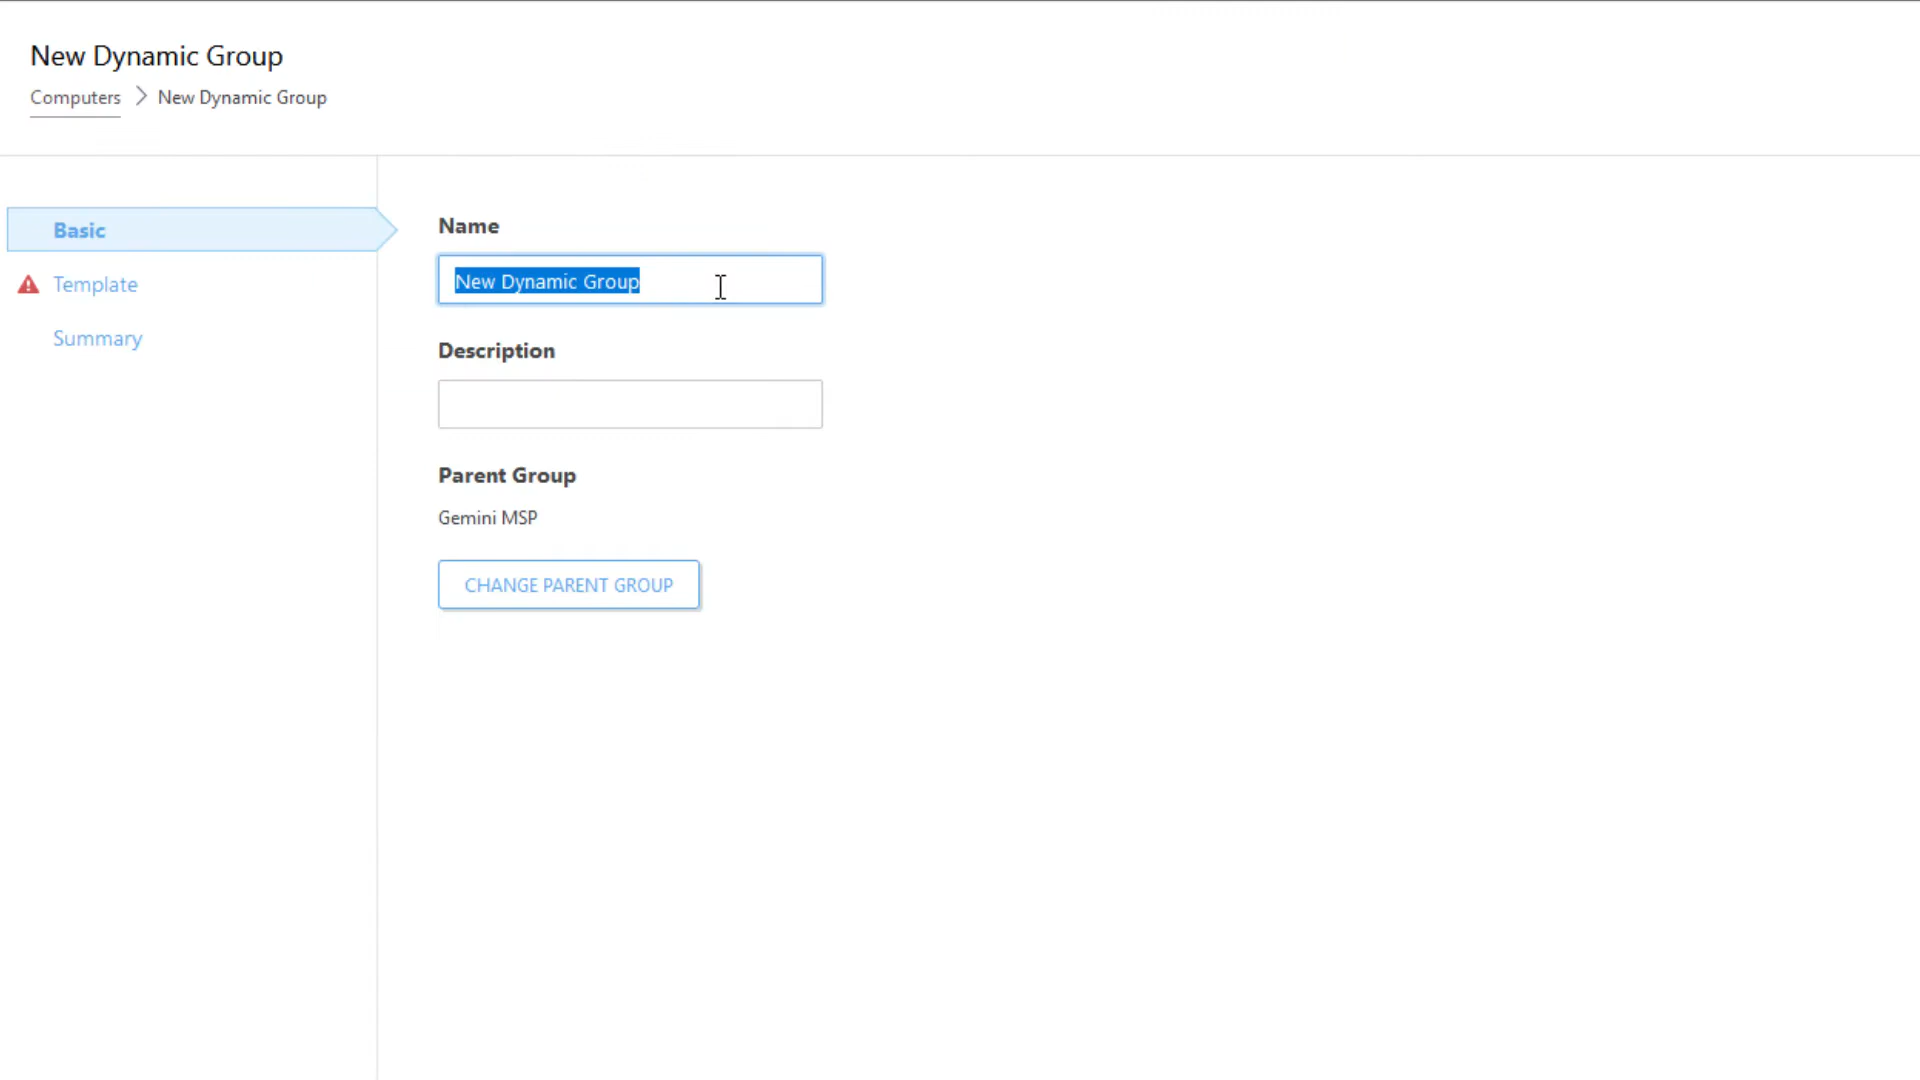 New Dynamic Group
Computers > New Dynamic Group
Basic
Template
Summary
Name
New Dynamic Group
Description
Parent Group
Gemini MSP
CHANGE PARENT GROUP